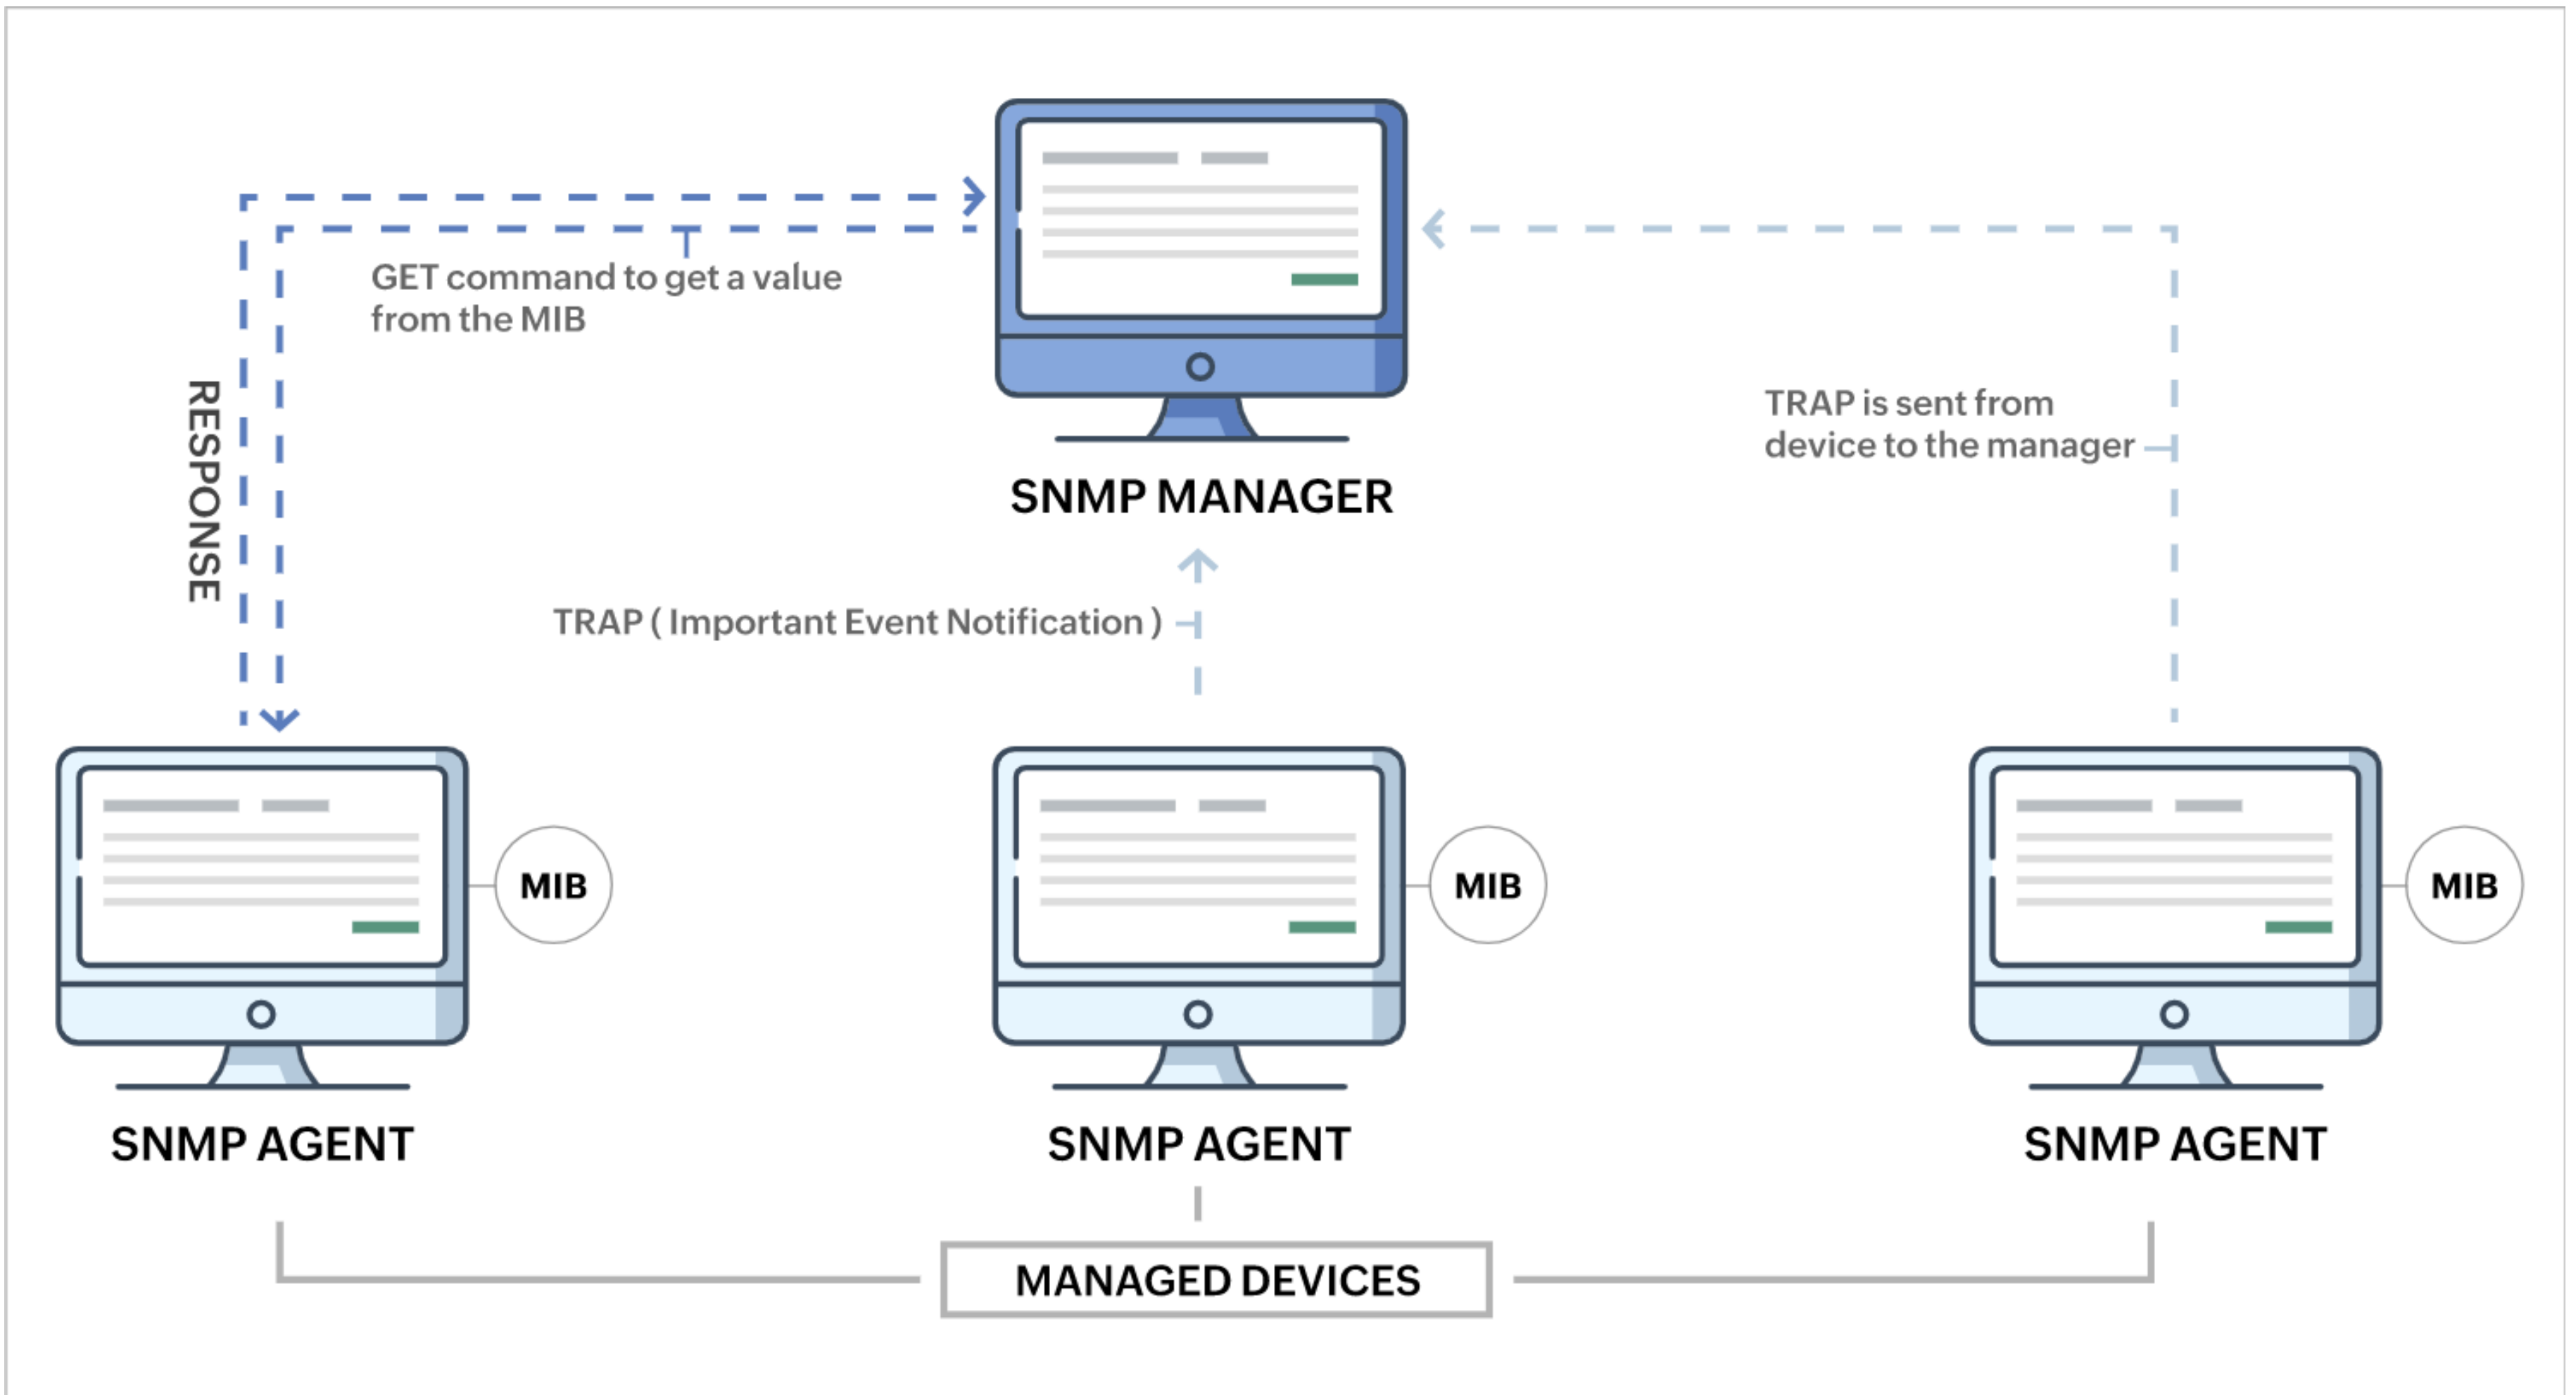 GET command to get a value
from the MIB
RESPONSE
SNMP MANAGER
TRAP is sent from
device to the manager
TRAP ( Important Event Notification )
MIB
MIB
MIB
SNMP AGENT
SNMP AGENT
SNMP AGENT
MANAGED DEVICES